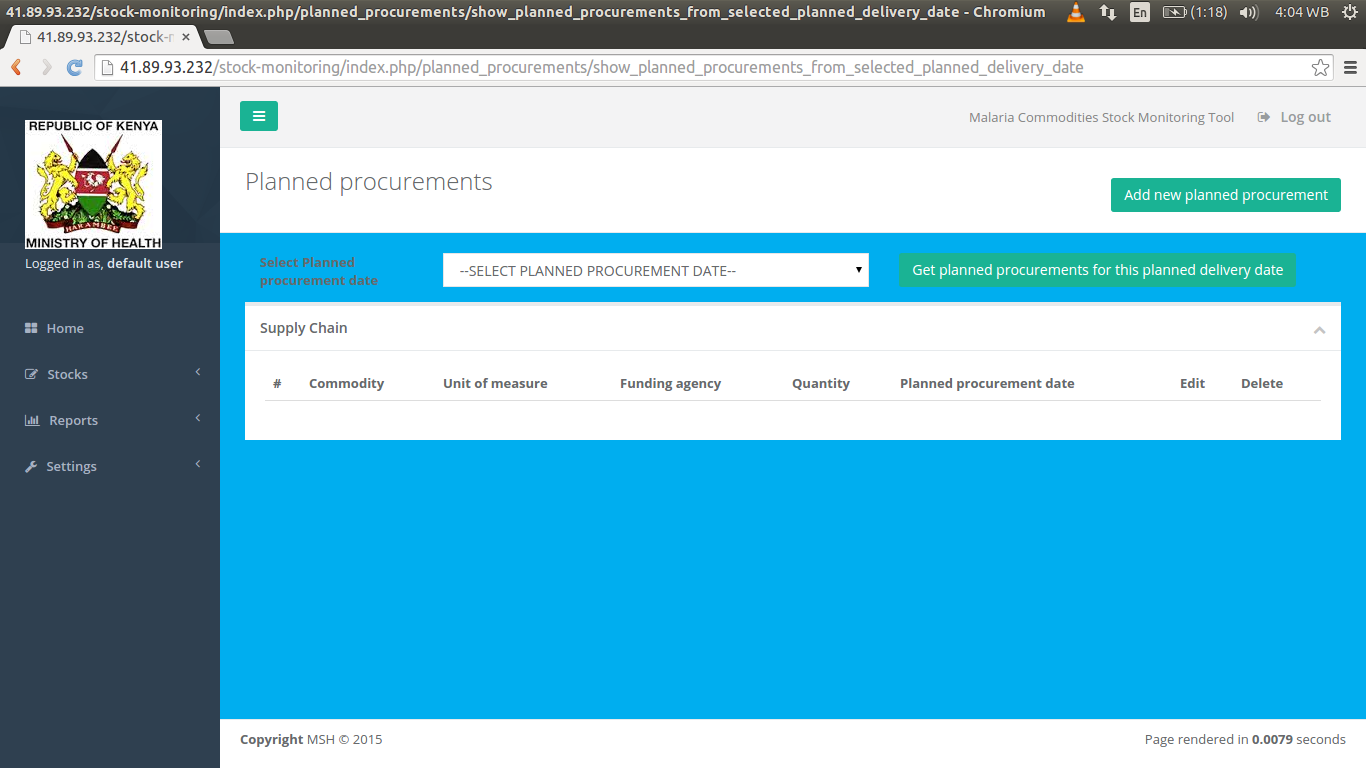 41.89.93.232/stock-monitoring/index.php/planned_procurements/show_planned_procurements_from_selected_planned_delivery_date - Chromium
En
(1:18)
4:04 WB
41.89.93.232/stock-m
41.89.93.232/stock-monitoring/index.php/planned_procurements/show_planned_procurements_from_selected_planned_delivery_date
REPUBLIC OF KENYA
HARAMBEE
MINISTRY OF HEALTH
Logged in as, default user
Home
Stocks
Reports
Settings
Malaria Commodities Stock Monitoring Tool
Log out
Planned procurements
Add new planned procurement
Select Planned
procurement date
--SELECT PLANNED PROCUREMENT DATE--
Get planned procurements for this planned delivery date
Supply Chain
# Commodity Unit of measure Funding agency Quantity Planned procurement date Edit Delete
Copyright MSH © 2015
Page rendered in 0.0079 seconds